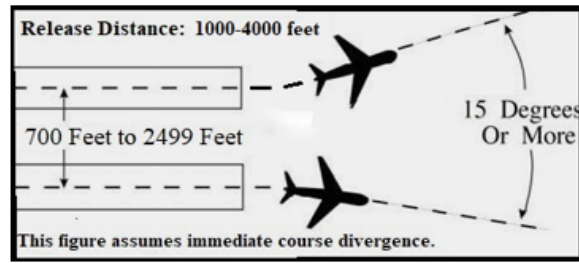 Release Distance: 1000-4000 feet
15 Degrees
Or More
700 Feet to 2499 Feet
This figure assumes immediate course divergence.